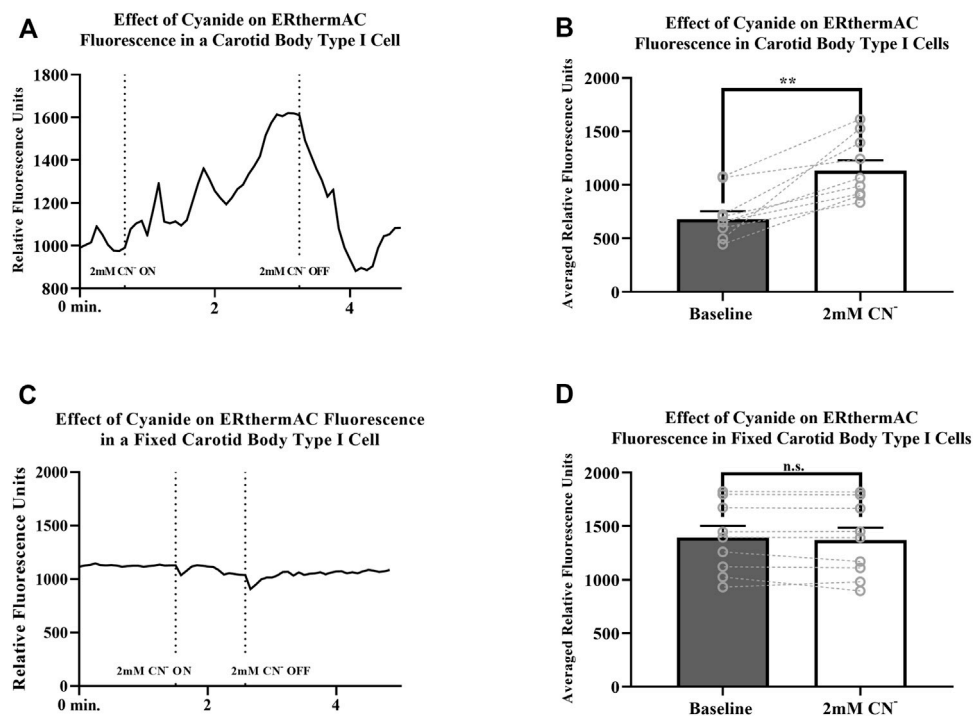 A
Effect of Cyanide on ERthermAC
Fluorescence in a Carotid Body Type I Cell
Relative Fluorescence Units
1800
1600
1400
1200
1000
800
2mM CN⁻ ON
2mM CN⁻ OFF
0 min.
2
4
B
Effect of Cyanide on ERthermAC
Fluorescence in Carotid Body Type I Cells
Averaged Relative Fluorescence Units
2000
1500
1000
500
0
**
Baseline
2mM CN⁻
C
Effect of Cyanide on ERthermAC Fluorescence
in a Fixed Carotid Body Type I Cell
Relative Fluorescence Units
2000
1500
1000
500
0
2mM CN⁻ ON
2mM CN⁻ OFF
0 min.
2
4
D
Effect of Cyanide on ERthermAC
Fluorescence in Fixed Carotid Body Type I Cells
Averaged Relative Fluorescence Units
2000
1500
1000
500
0
n.s.
Baseline
2mM CN⁻